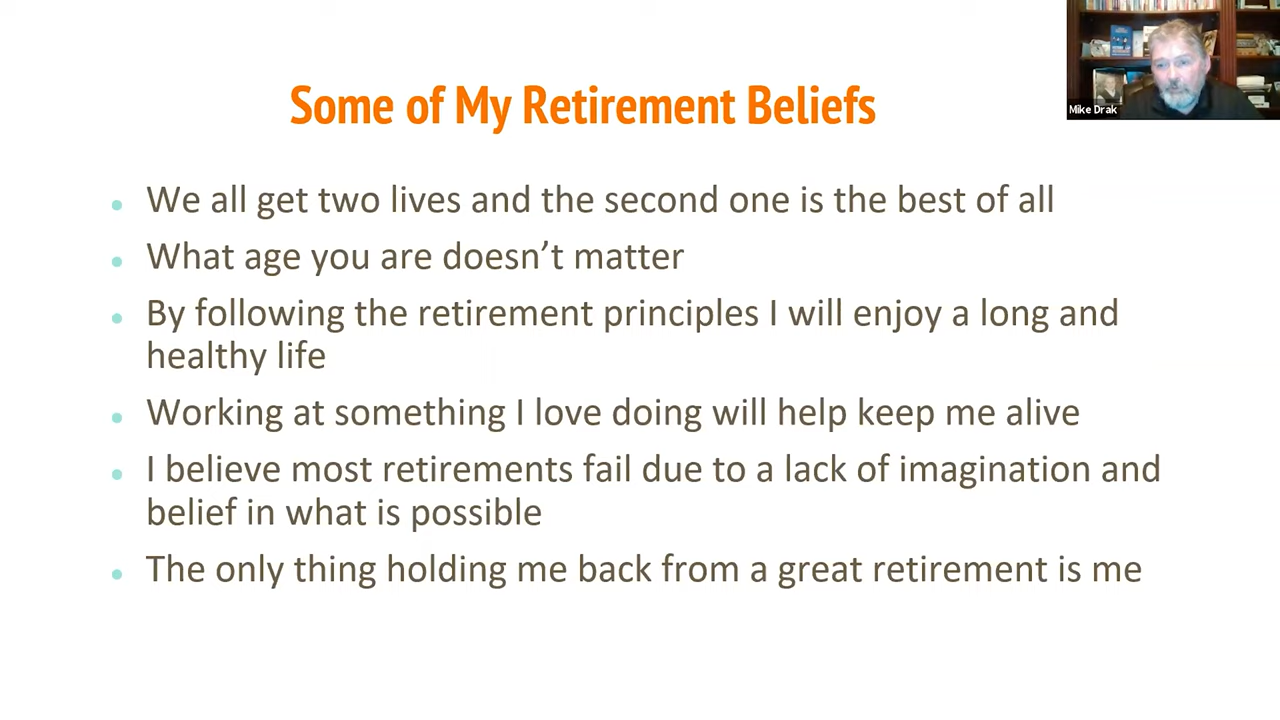 Some of My Retirement Beliefs
Mike Drak
• We all get two lives and the second one is the best of all
• What age you are doesn’t matter
• By following the retirement principles I will enjoy a long and
healthy life
• Working at something I love doing will help keep me alive
• I believe most retirements fail due to a lack of imagination and
belief in what is possible
• The only thing holding me back from a great retirement is me